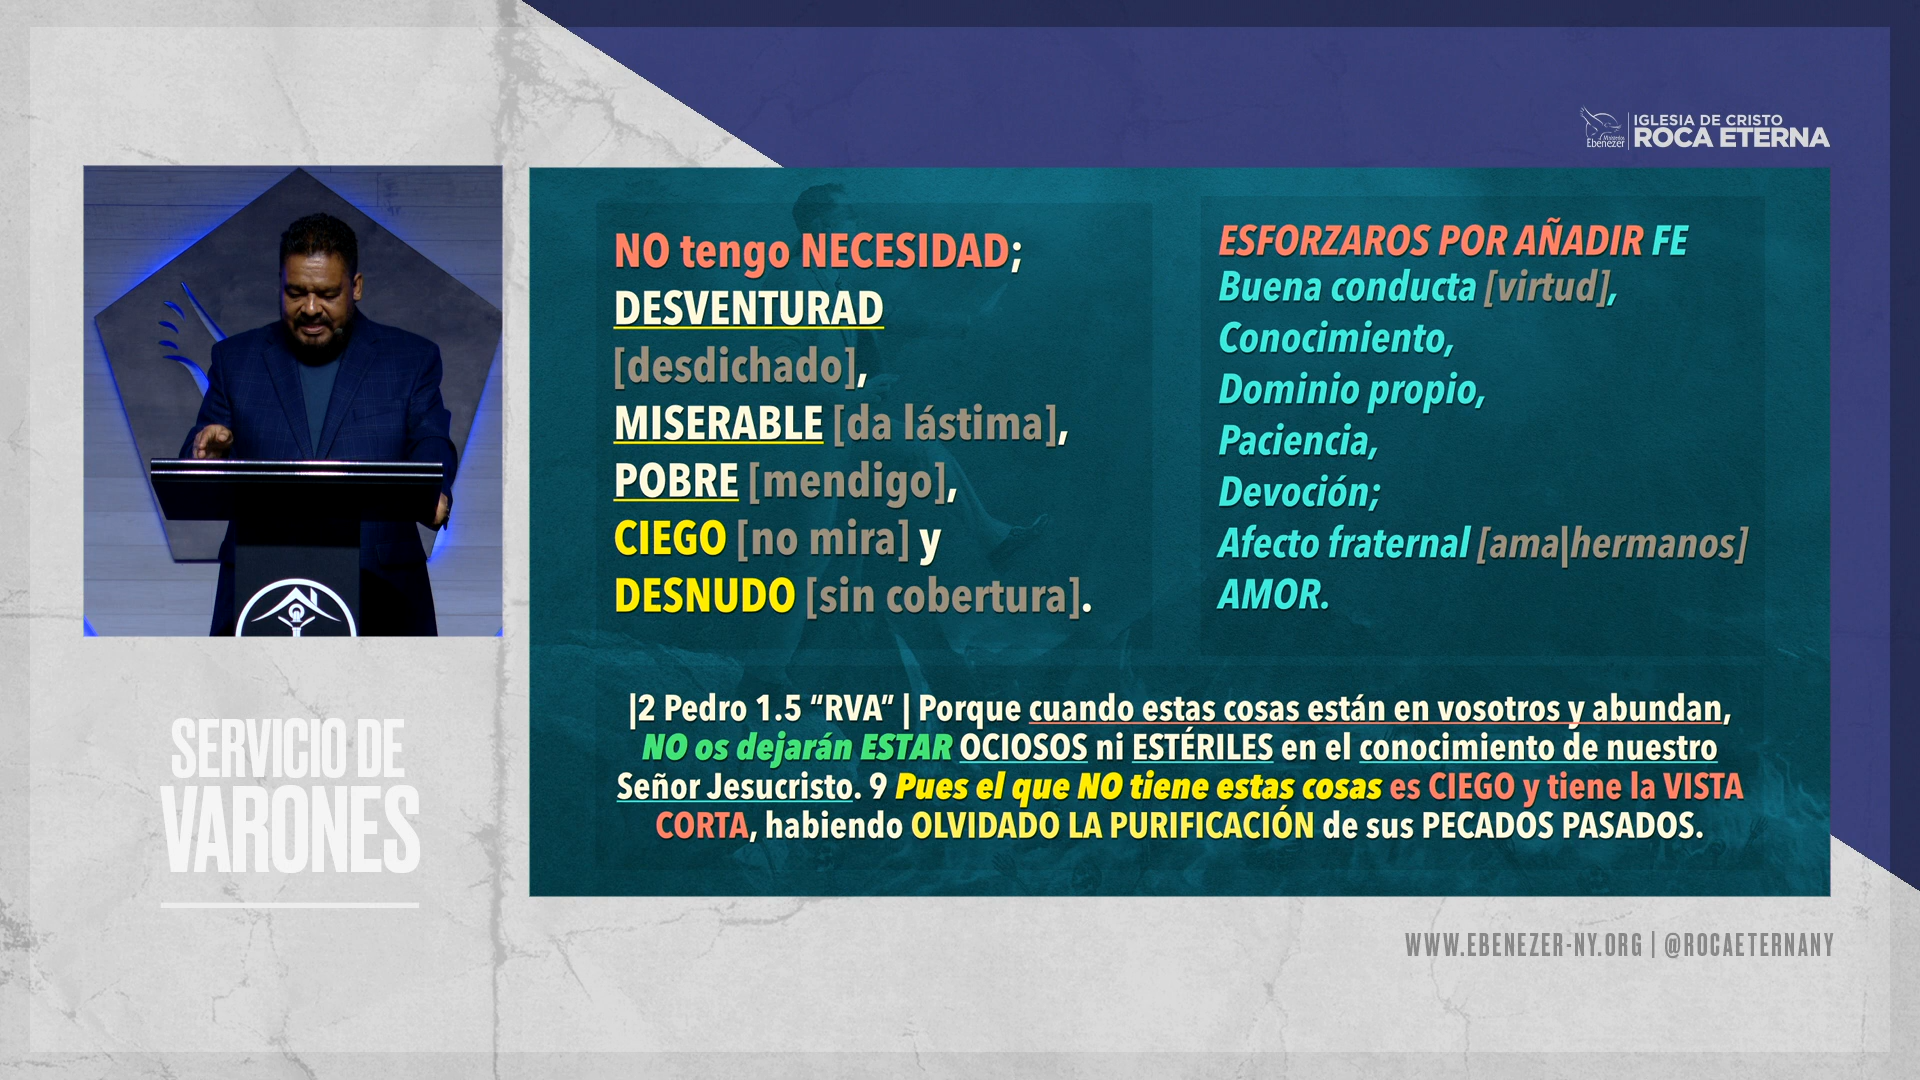 Ministerios
Ebenezer
IGLESIA DE CRISTO
ROCA ETERNA
NO tengo NECESIDAD;
DESVENTURAD
[desdichado],
MISERABLE [da lástima],
POBRE [mendigo],
CIEGO [no mira] y
DESNUDO [sin cobertura].
ESFORZAROS POR AÑADIR FE
Buena conducta [virtud],
Conocimiento,
Dominio propio,
Paciencia,
Devoción;
Afecto fraternal [ama|hermanos]
AMOR.
|2 Pedro 1.5 “RVA” | Porque cuando estas cosas están en vosotros y abundan,
NO os dejarán ESTAR OCIOSOS ni ESTÉRILES en el conocimiento de nuestro
Señor Jesucristo. 9 Pues el que NO tiene estas cosas es CIEGO y tiene la VISTA
CORTA, habiendo OLVIDADO LA PURIFICACIÓN de sus PECADOS PASADOS.
SERVICIO DE
VARONES
WWW.EBENEZER-NY.ORG | @ROCAETERNANY